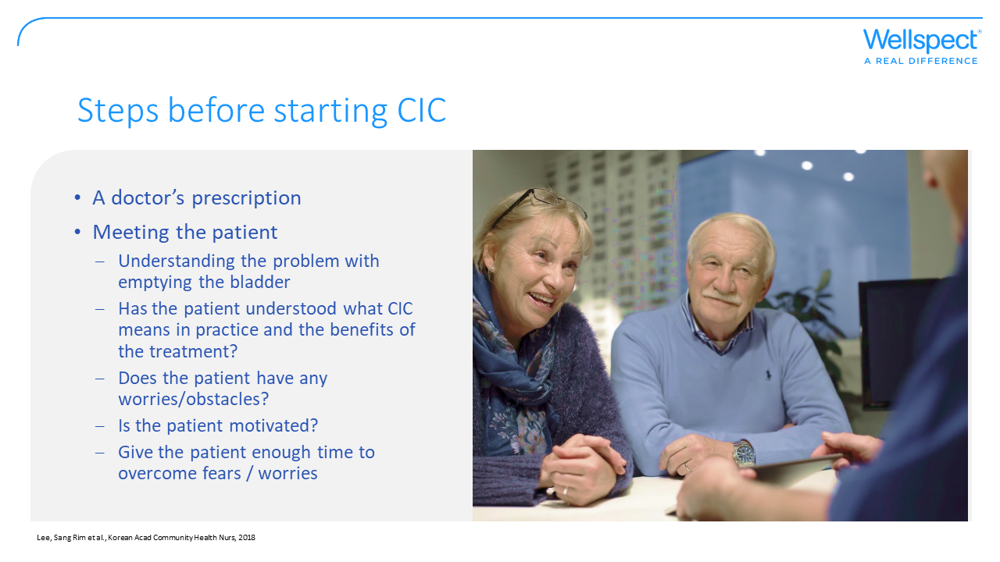 Wellspect®
A REAL DIFFERENCE
Steps before starting CIC
• A doctor’s prescription
• Meeting the patient
– Understanding the problem with
emptying the bladder
– Has the patient understood what CIC
means in practice and the benefits of
the treatment?
– Does the patient have any
worries/obstacles?
– Is the patient motivated?
– Give the patient enough time to
overcome fears / worries
Lee, Sang Rim et al., Korean Acad Community Health Nurs, 2018